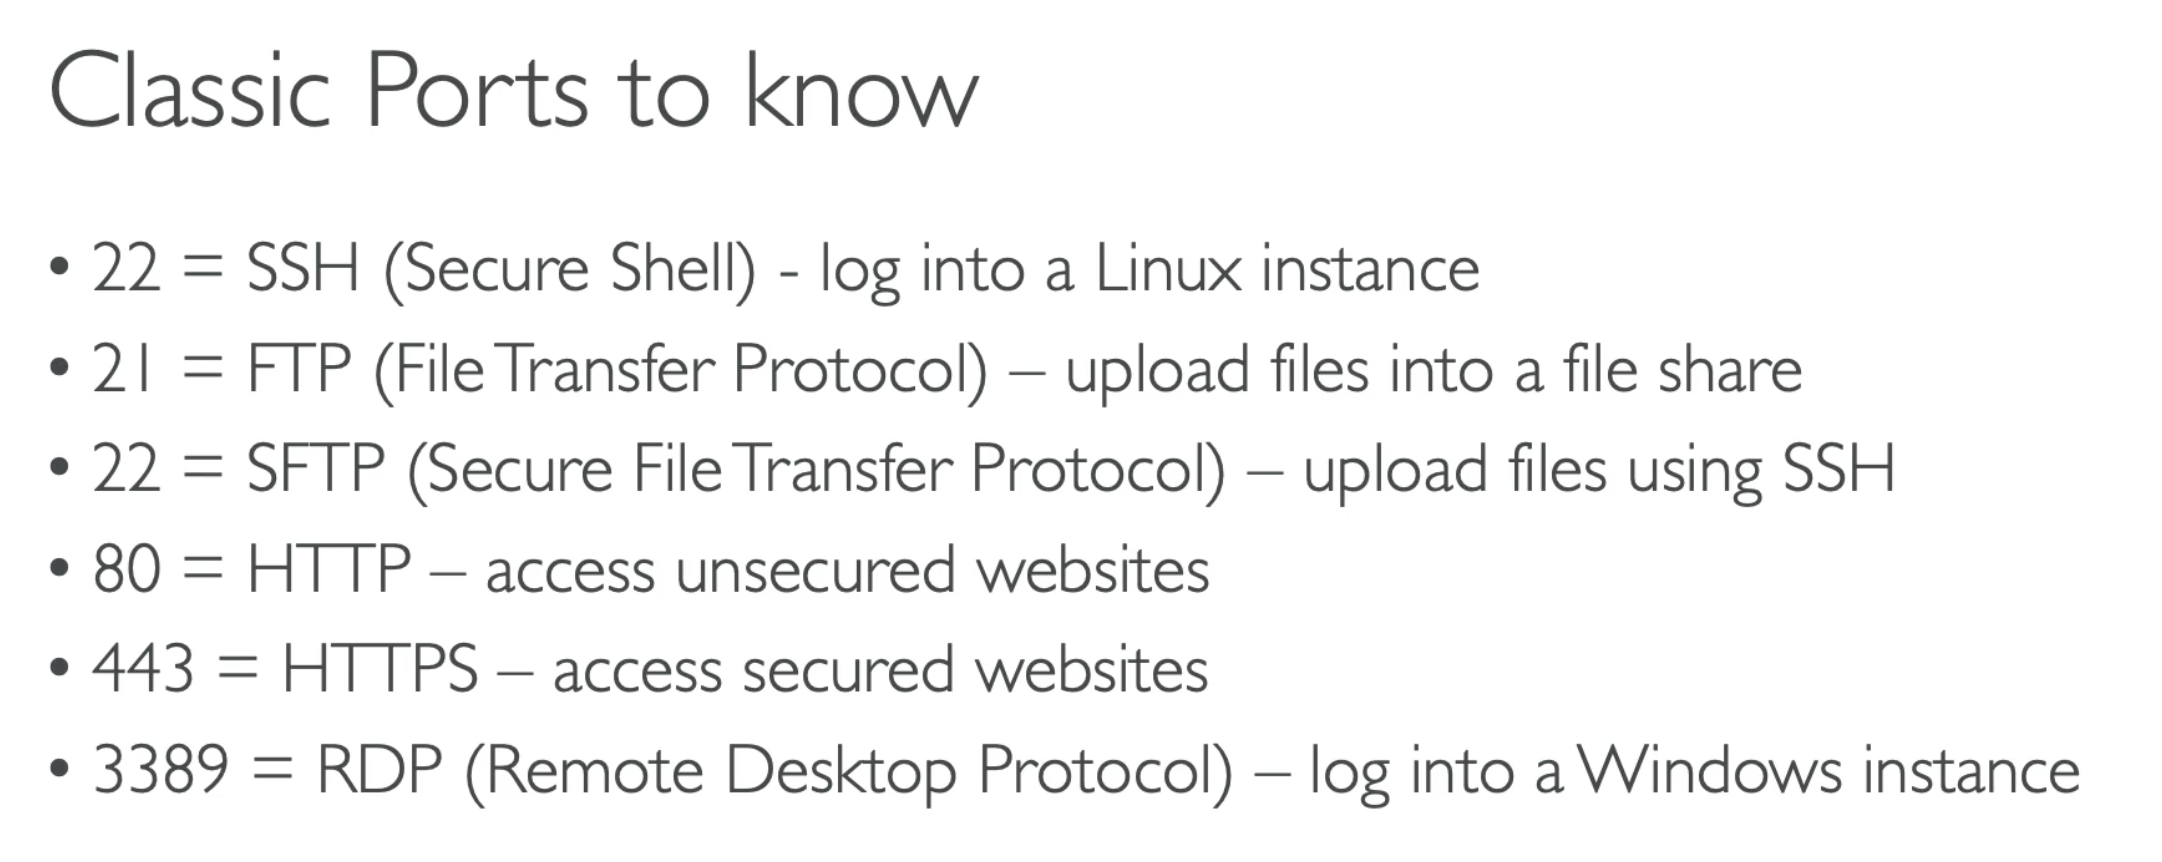 Classic Ports to know
• 22 = SSH (Secure Shell) - log into a Linux instance
• 21 = FTP (File Transfer Protocol) – upload files into a file share
• 22 = SFTP (Secure File Transfer Protocol) – upload files using SSH
• 80 = HTTP – access unsecured websites
• 443 = HTTPS – access secured websites
• 3389 = RDP (Remote Desktop Protocol) – log into a Windows instance